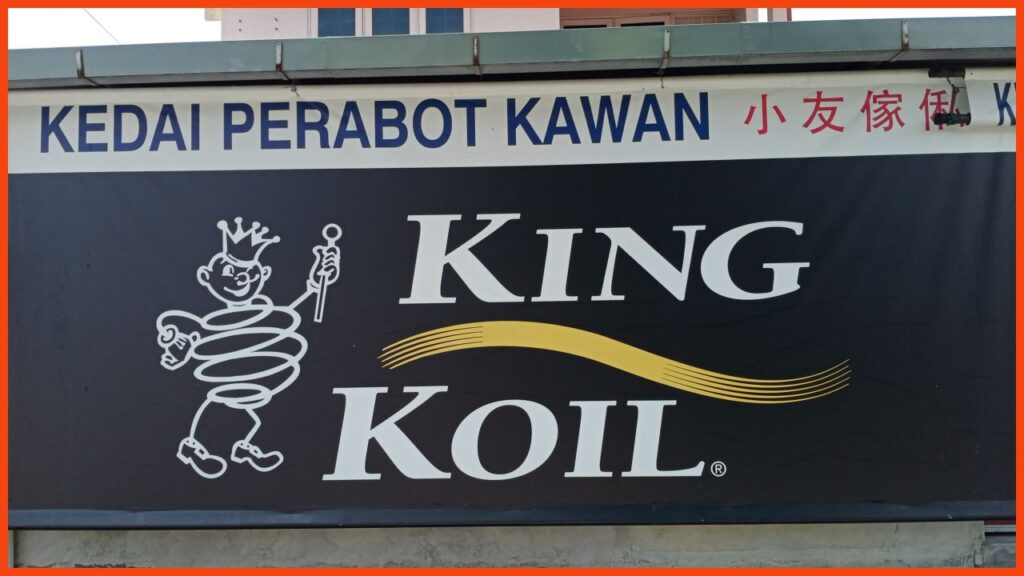 KEDAI PERABOT KAWAN 小友傢俬
KING
KOIL®